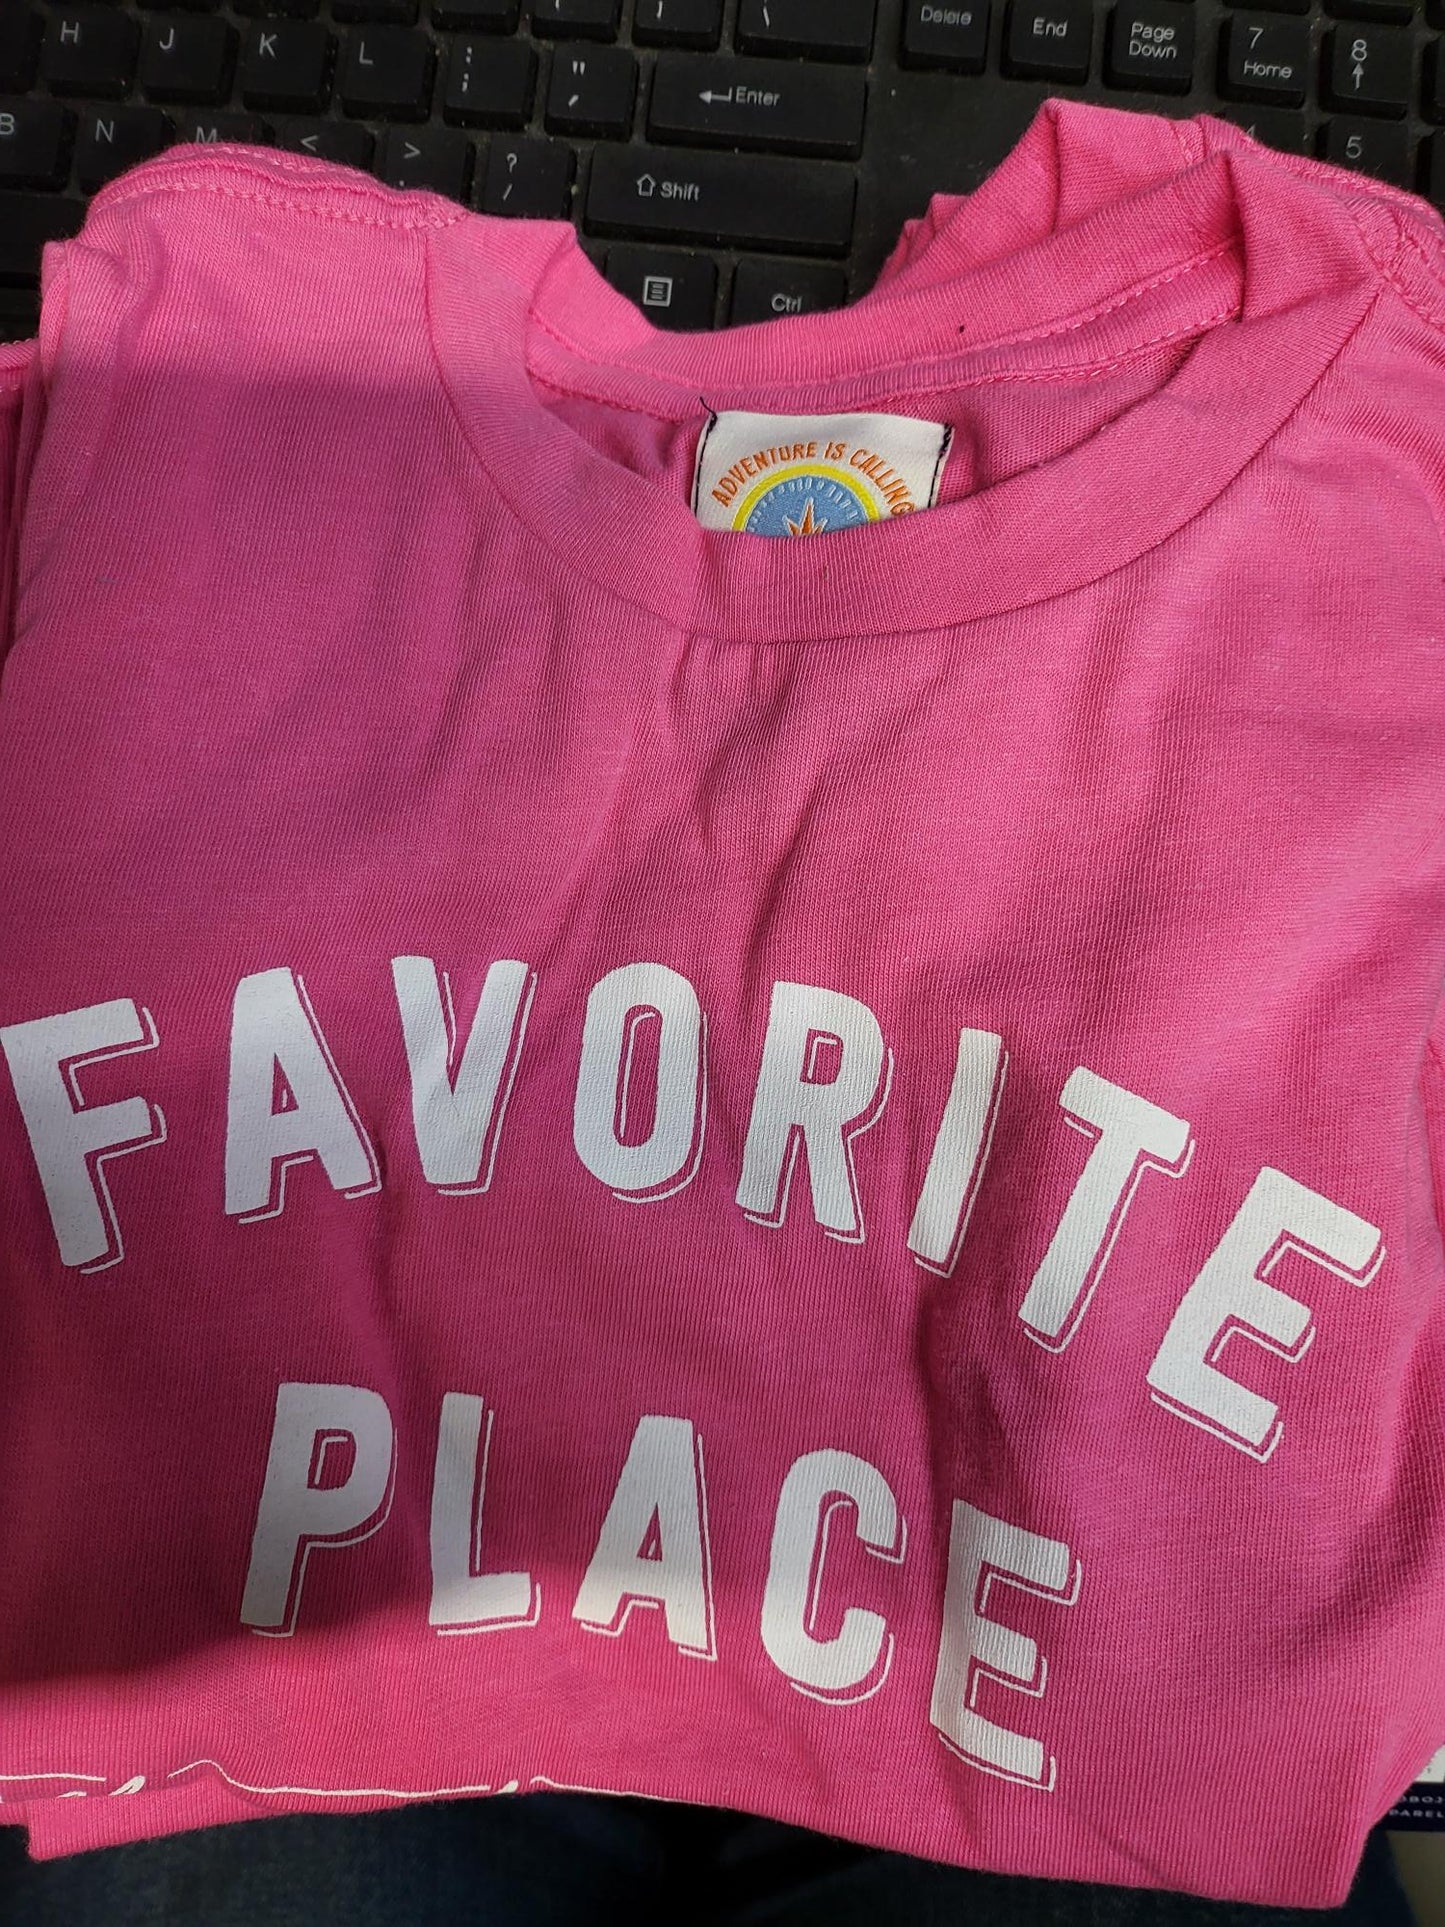 Delete End Page Down 7 Home 8
H J K L : ; " ' Enter
B N M < > ? / Shift 5
Ctrl
ADVENTURE IS CALLING
FAVORITE
PLACE